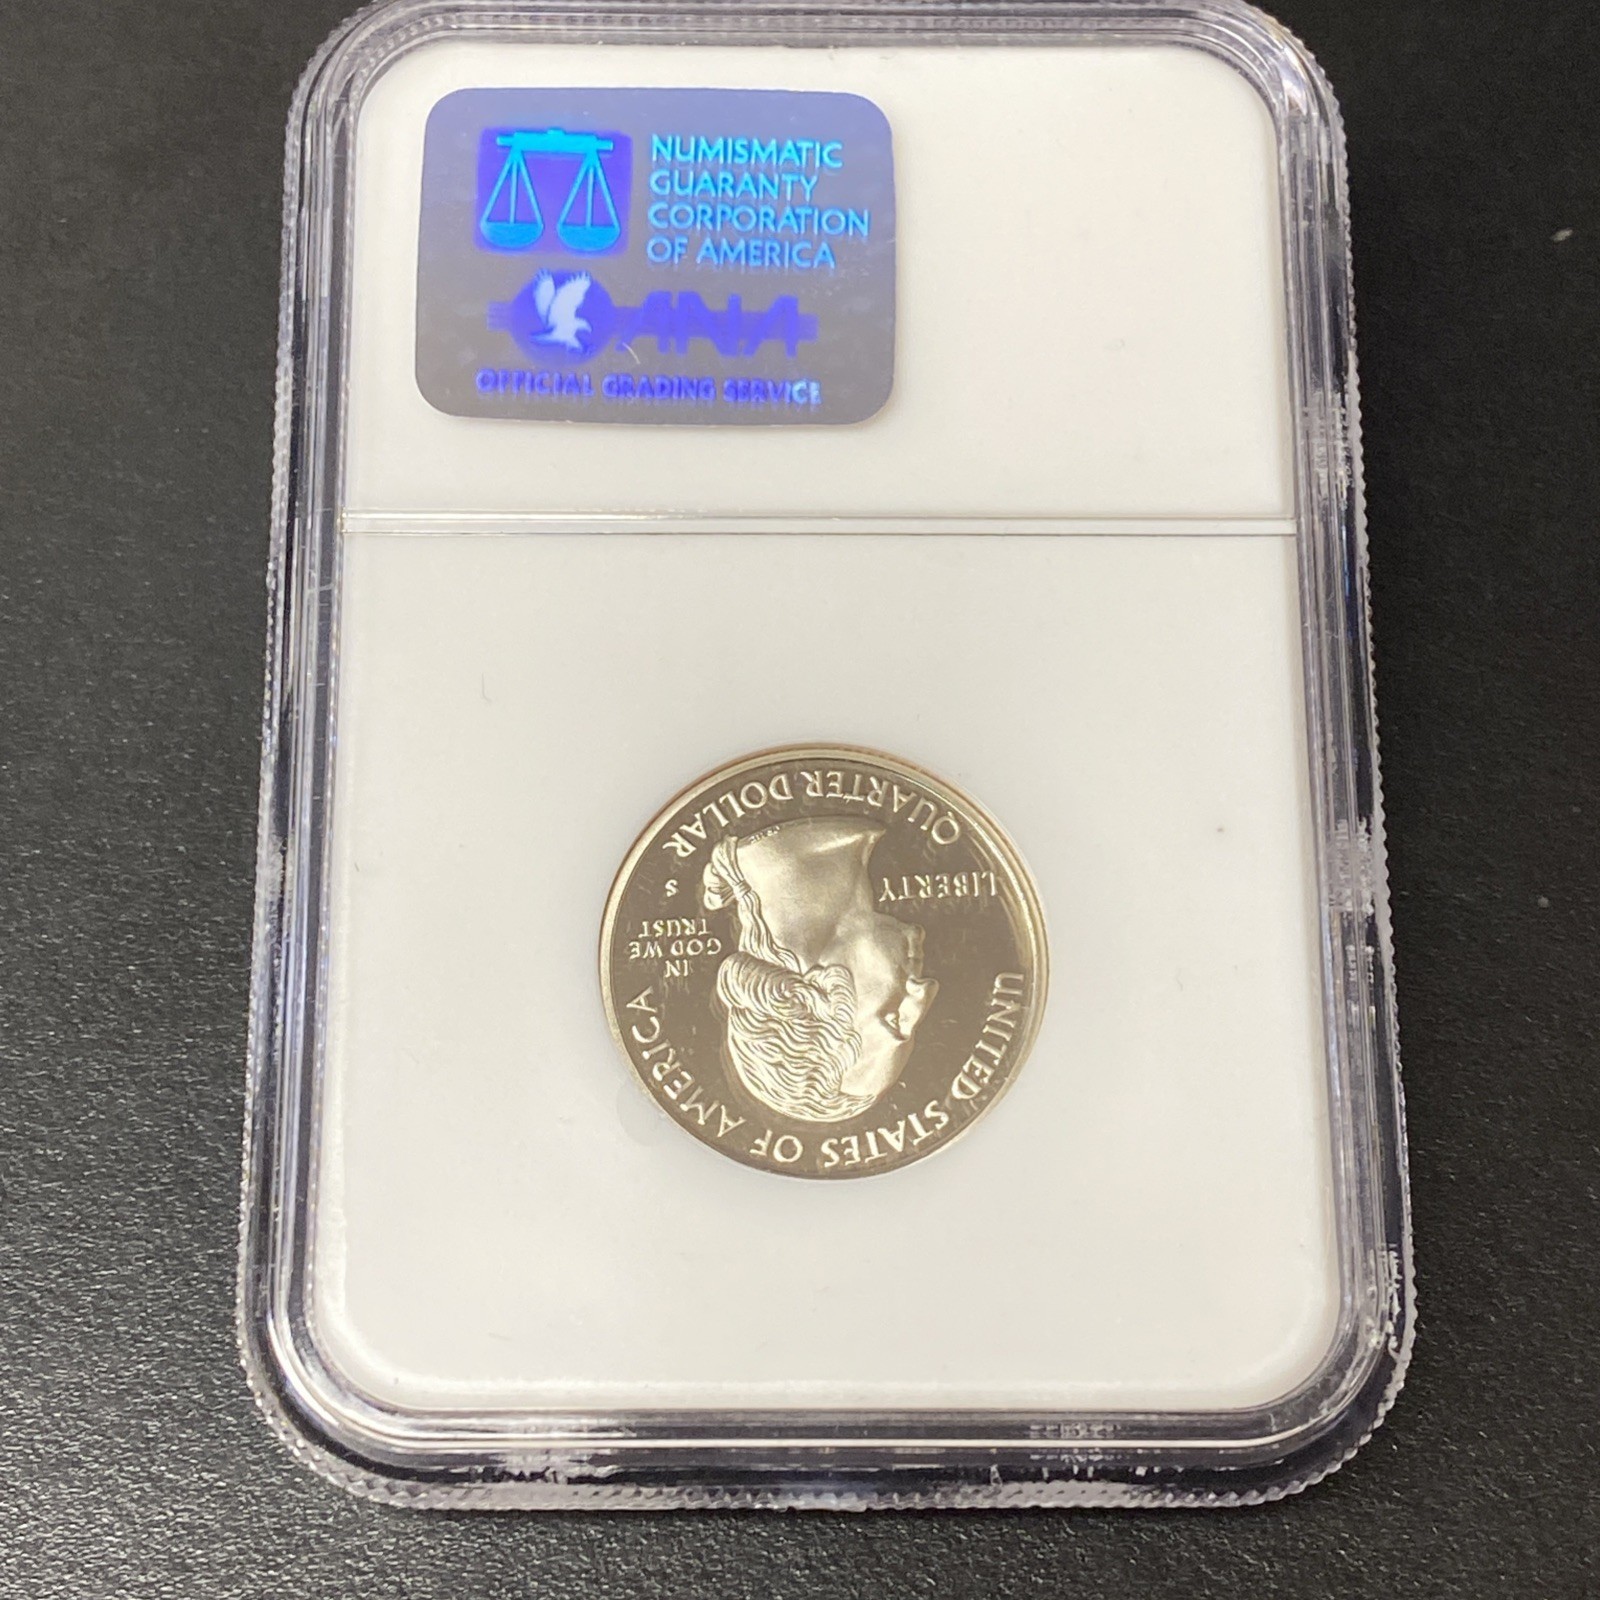 NUMISMATIC
GUARANTY
CORPORATION
OF AMERICA
ANA
OFFICIAL GRADING SERVICE
UNITED STATES OF AMERICA
LIBERTY
IN
GOD WE
TRUST
S
QUARTER DOLLAR